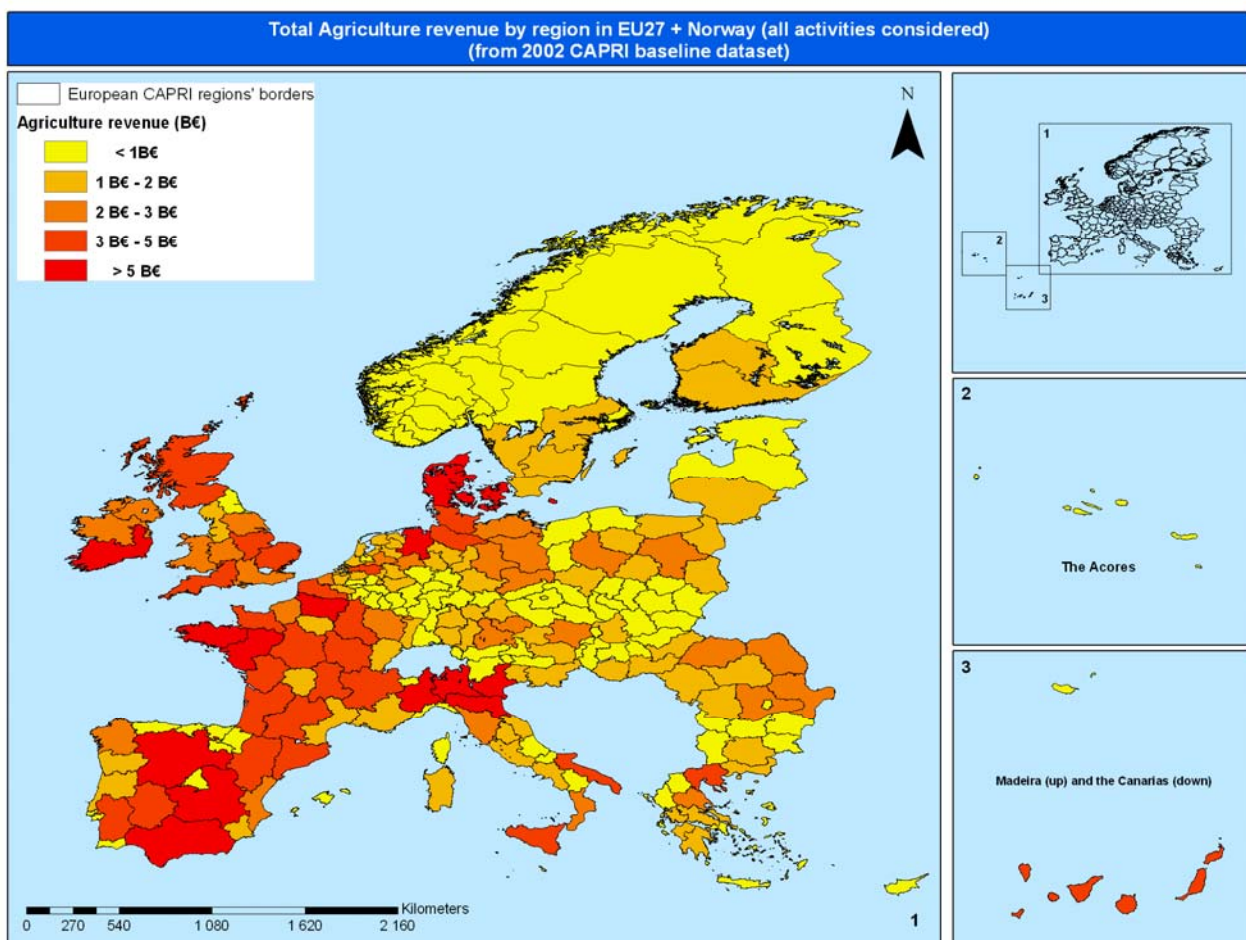 Total Agriculture revenue by region in EU27 + Norway (all activities considered)
(from 2002 CAPRI baseline dataset)
European CAPRI regions' borders
Agriculture revenue (B€)
< 1B€
1 B€ - 2 B€
2 B€ - 3 B€
3 B€ - 5 B€
> 5 B€
N
Kilometers
0 270 540 1 080 1 620 2 160
1
1
2
3
2
The Acores
3
Madeira (up) and the Canarias (down)